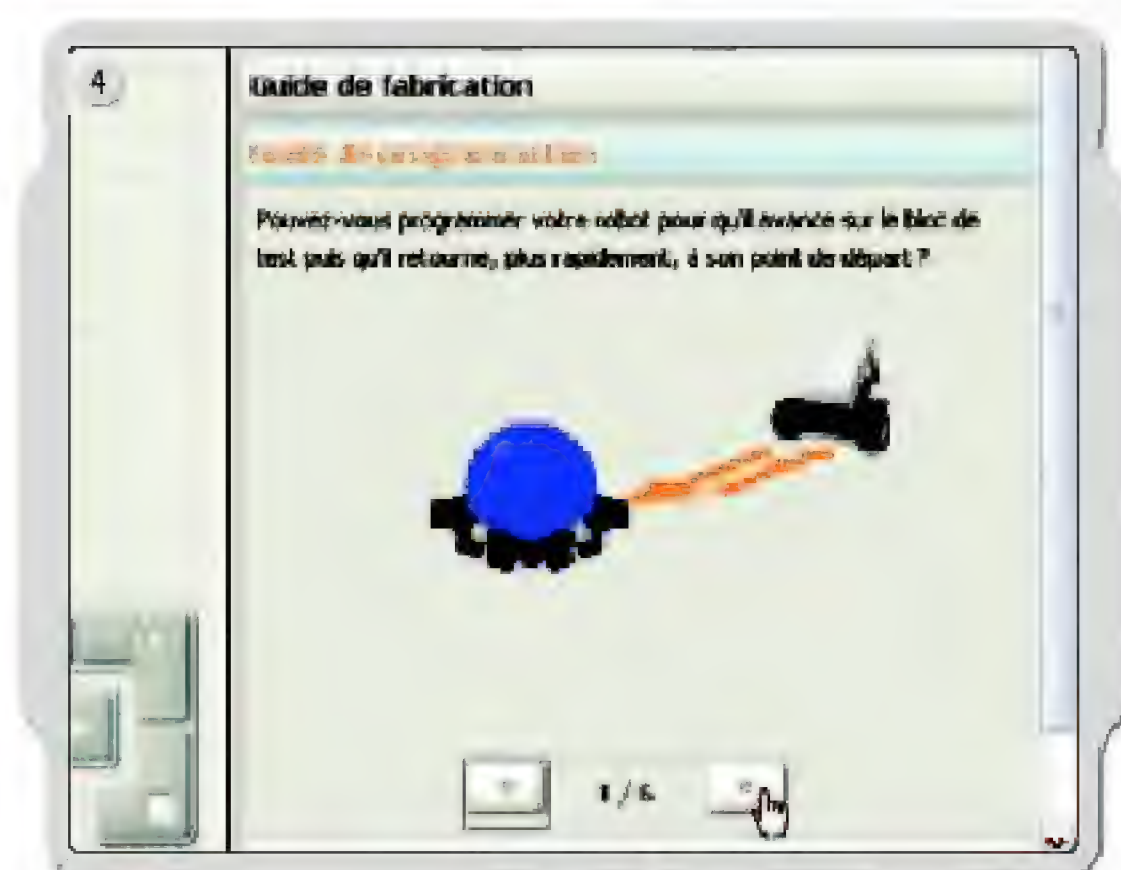 4
Guide de fabrication
Pouvez-vous programmer votre robot pour qu'il avance sur le bloc de
test puis qu'il retourne, plus rapidement, à son point de départ ?
1 /